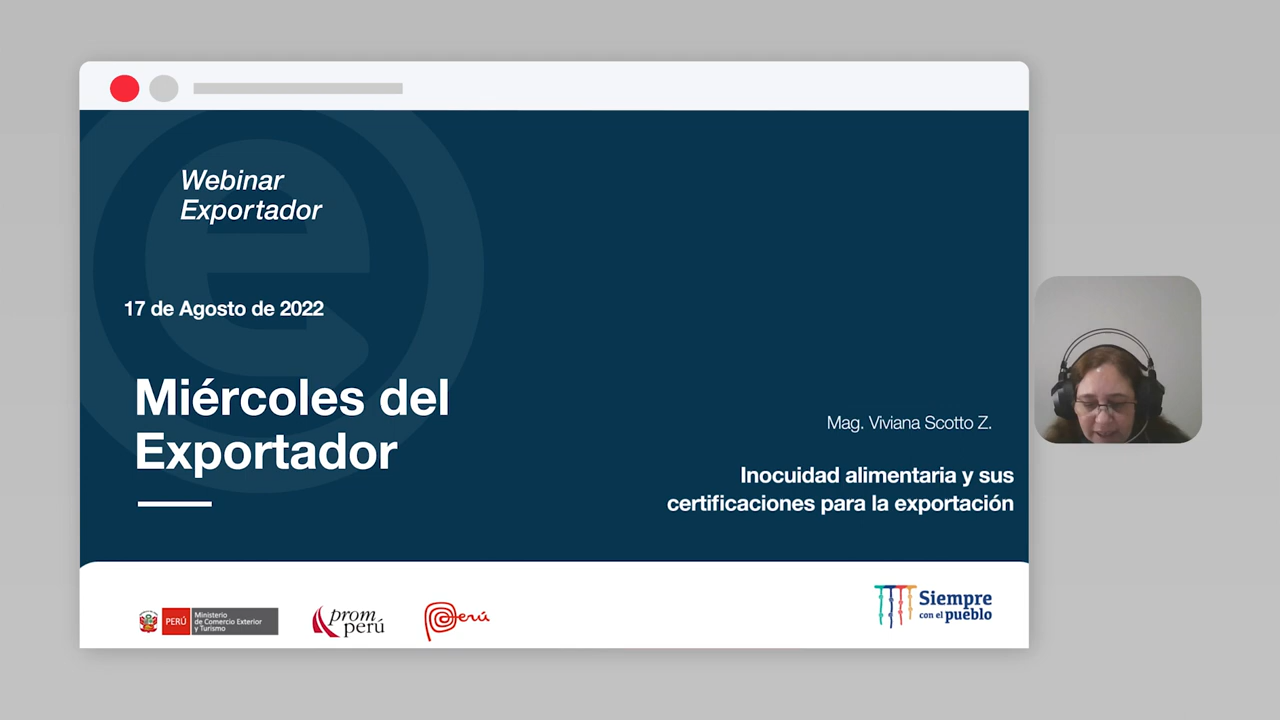 Webinar
Exportador
17 de Agosto de 2022
Miércoles del
Exportador
Mag. Viviana Scotto Z.
Inocuidad alimentaria y sus
certificaciones para la exportación
PERÚ
Ministerio
de Comercio Exterior
y Turismo
prom
perú
Perú
Siempre
con el pueblo